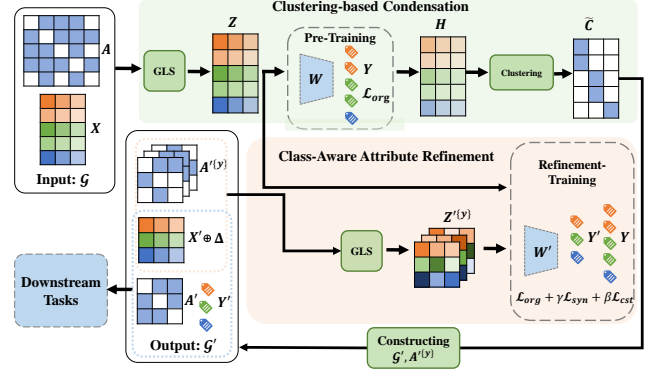 Clustering-based Condensation
A
Z
H
C̃
Pre-Training
GLS
W
Y
ℒ_org
Clustering
X
Input: 𝒢
A'^{y}
Class-Aware Attribute Refinement
Refinement-
Training
Z'^{y}
X' ⊕ Δ
GLS
W'
Y'
Y
Downstream
Tasks
A'
Y'
ℒ_org + γℒ_syn + βℒ_cst
Output: 𝒢'
Constructing
𝒢', A'^{y}